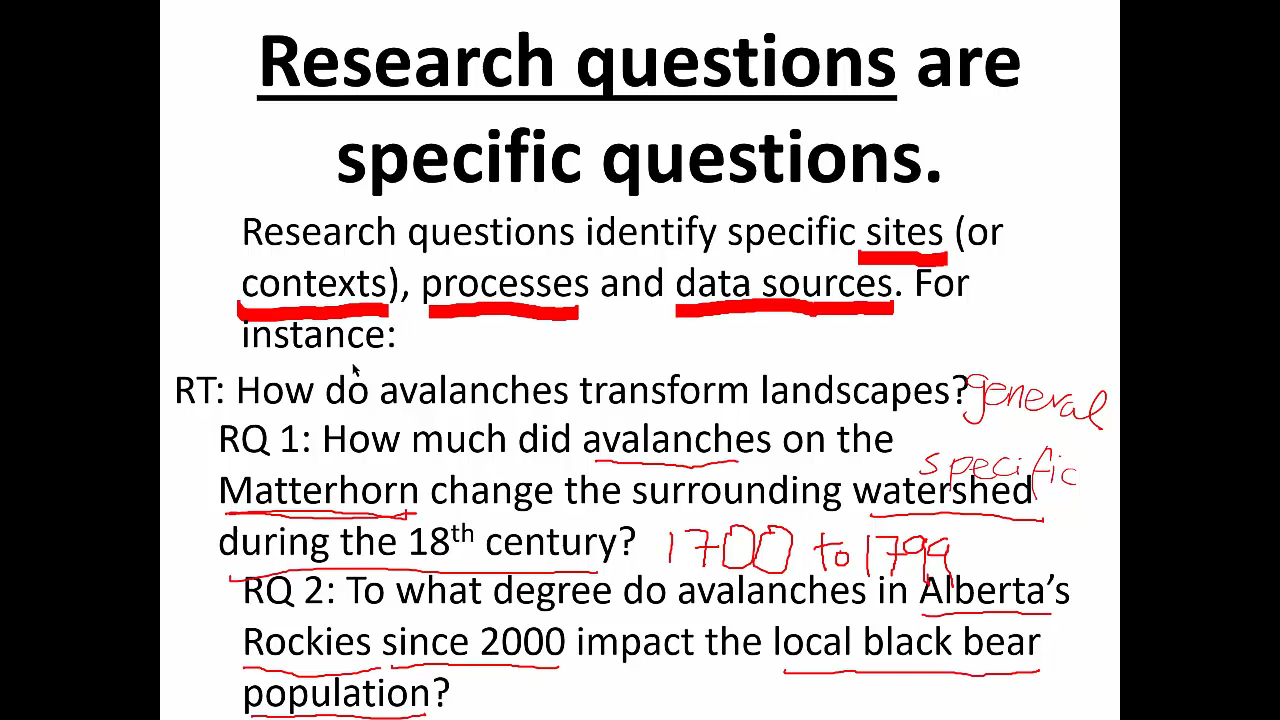 Research questions are
specific questions.
Research questions identify specific sites (or
contexts), processes and data sources. For
instance:
RT: How do avalanches transform landscapes? general
RQ 1: How much did avalanches on the
specific
Matterhorn change the surrounding watershed
during the 18th century? 1700 to 1799
RQ 2: To what degree do avalanches in Alberta's
Rockies since 2000 impact the local black bear
population?